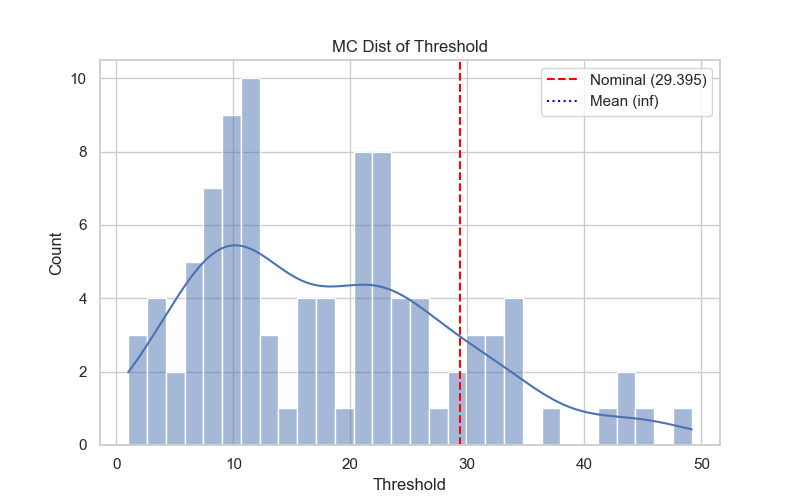 MC Dist of Threshold
Nominal (29.395)
Mean (inf)
Count
10
8
6
4
2
0
0 10 20 30 40 50
Threshold